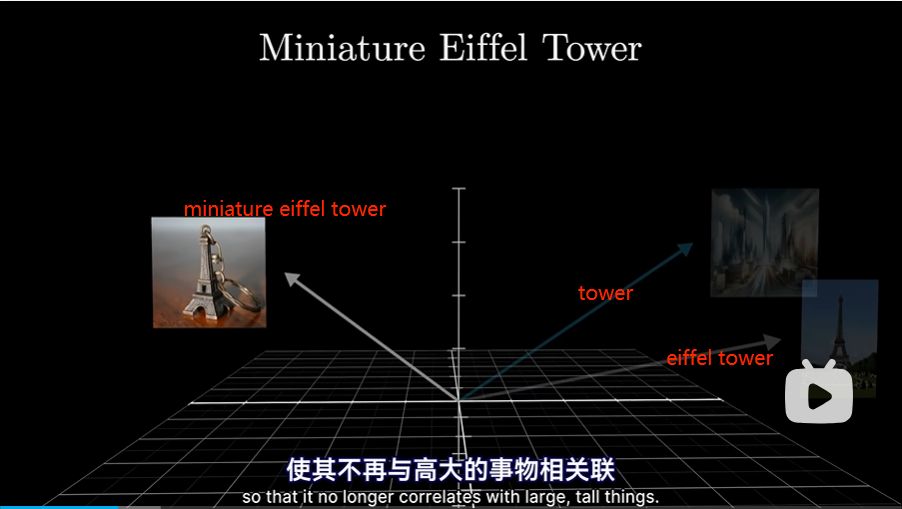 Miniature Eiffel Tower
miniature eiffel tower
tower
eiffel tower
使其不再与高大的事物相关联
so that it no longer correlates with large, tall things.